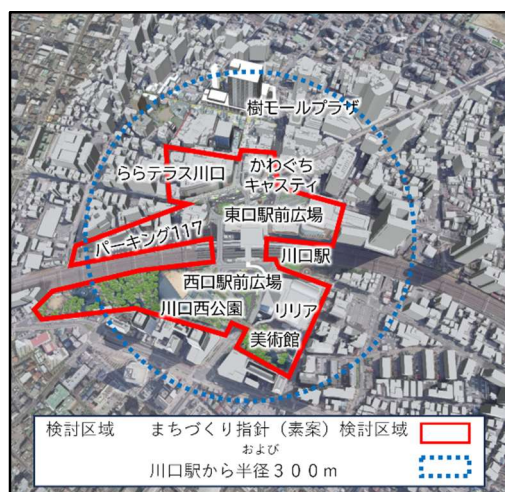 樹モールプラザ
ららテラス川口
かわぐち
キャスティ
東口駅前広場
パーキング117
川口駅
西口駅前広場
川口西公園
リリア
美術館
検討区域 まちづくり指針（素案）検討区域
および
川口駅から半径３００ｍ